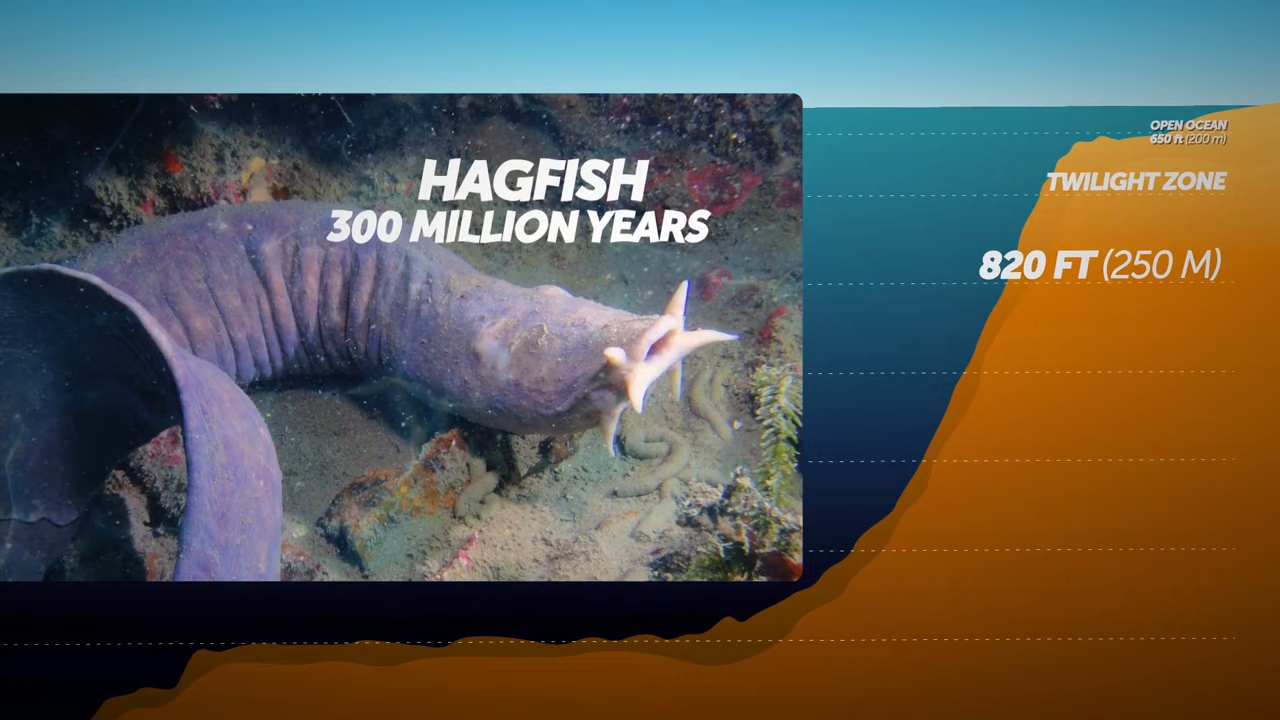 HAGFISH
300 MILLION YEARS
OPEN OCEAN
650 ft (200 m)
TWILIGHT ZONE
820 FT (250 M)